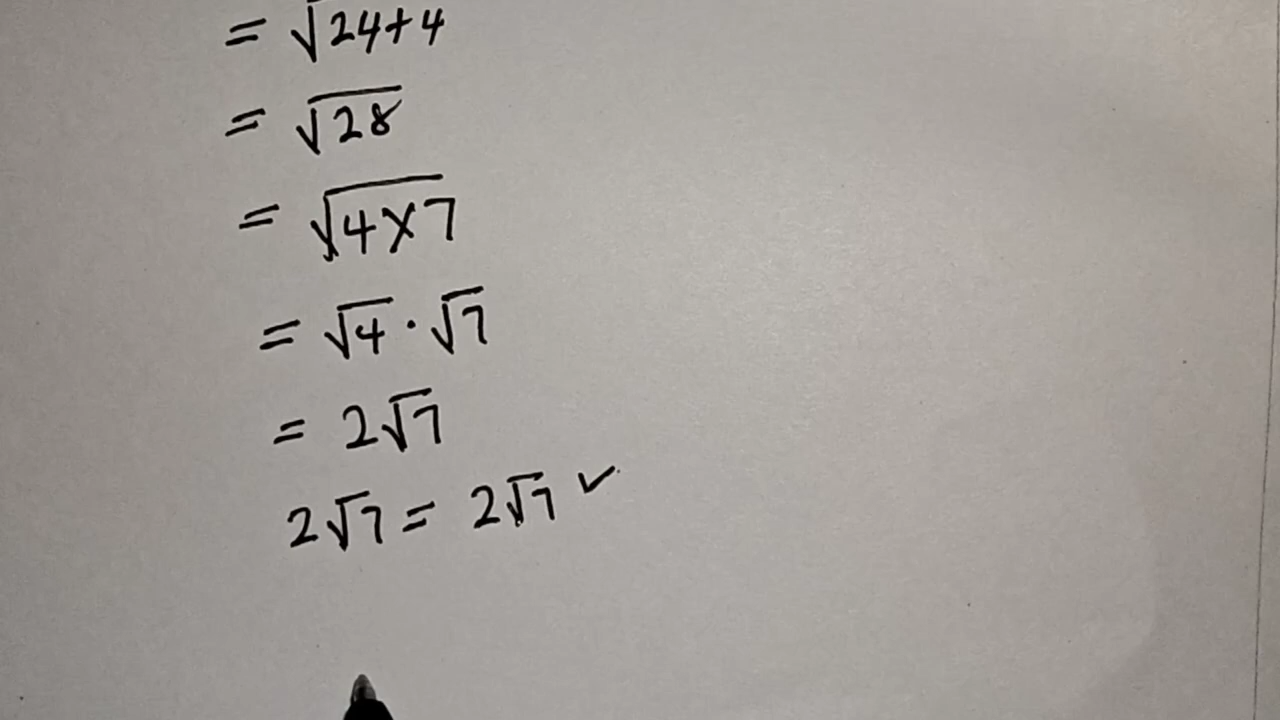 = √24+4
= √28
= √4×7
= √4 · √7
= 2√7
2√7 = 2√7 ✓